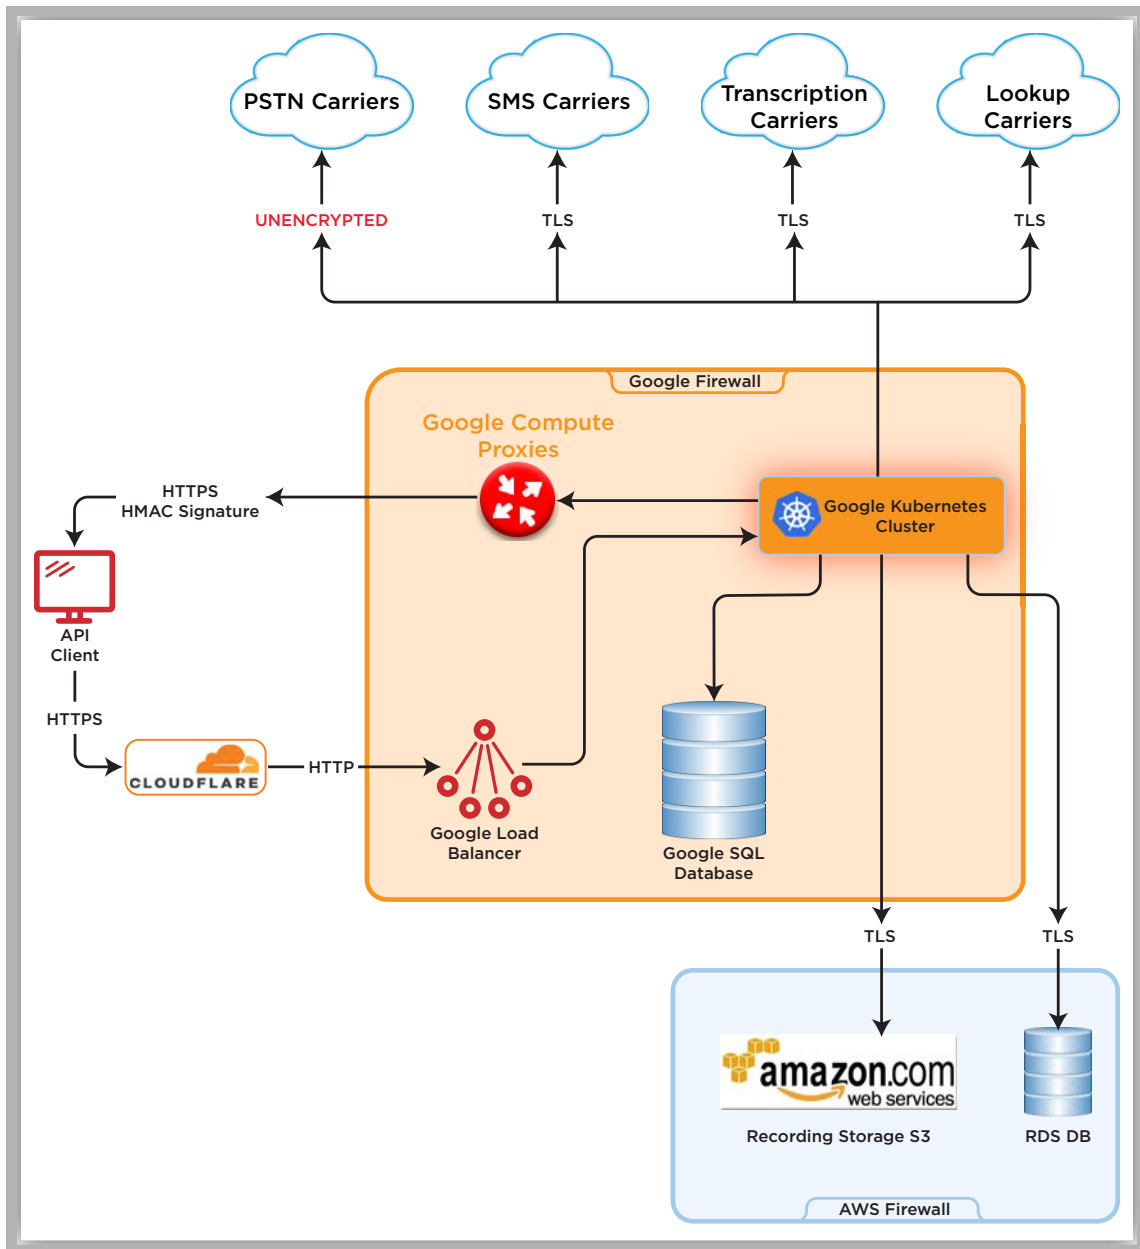 PSTN Carriers
SMS Carriers
Transcription
Carriers
Lookup
Carriers
UNENCRYPTED
TLS
TLS
TLS
Google Firewall
Google Compute
Proxies
HTTPS
HMAC Signature
Google Kubernetes
Cluster
API
Client
HTTPS
CLOUDFLARE
HTTP
Google Load
Balancer
Google SQL
Database
TLS
TLS
amazon.com
web services
Recording Storage S3
RDS DB
AWS Firewall